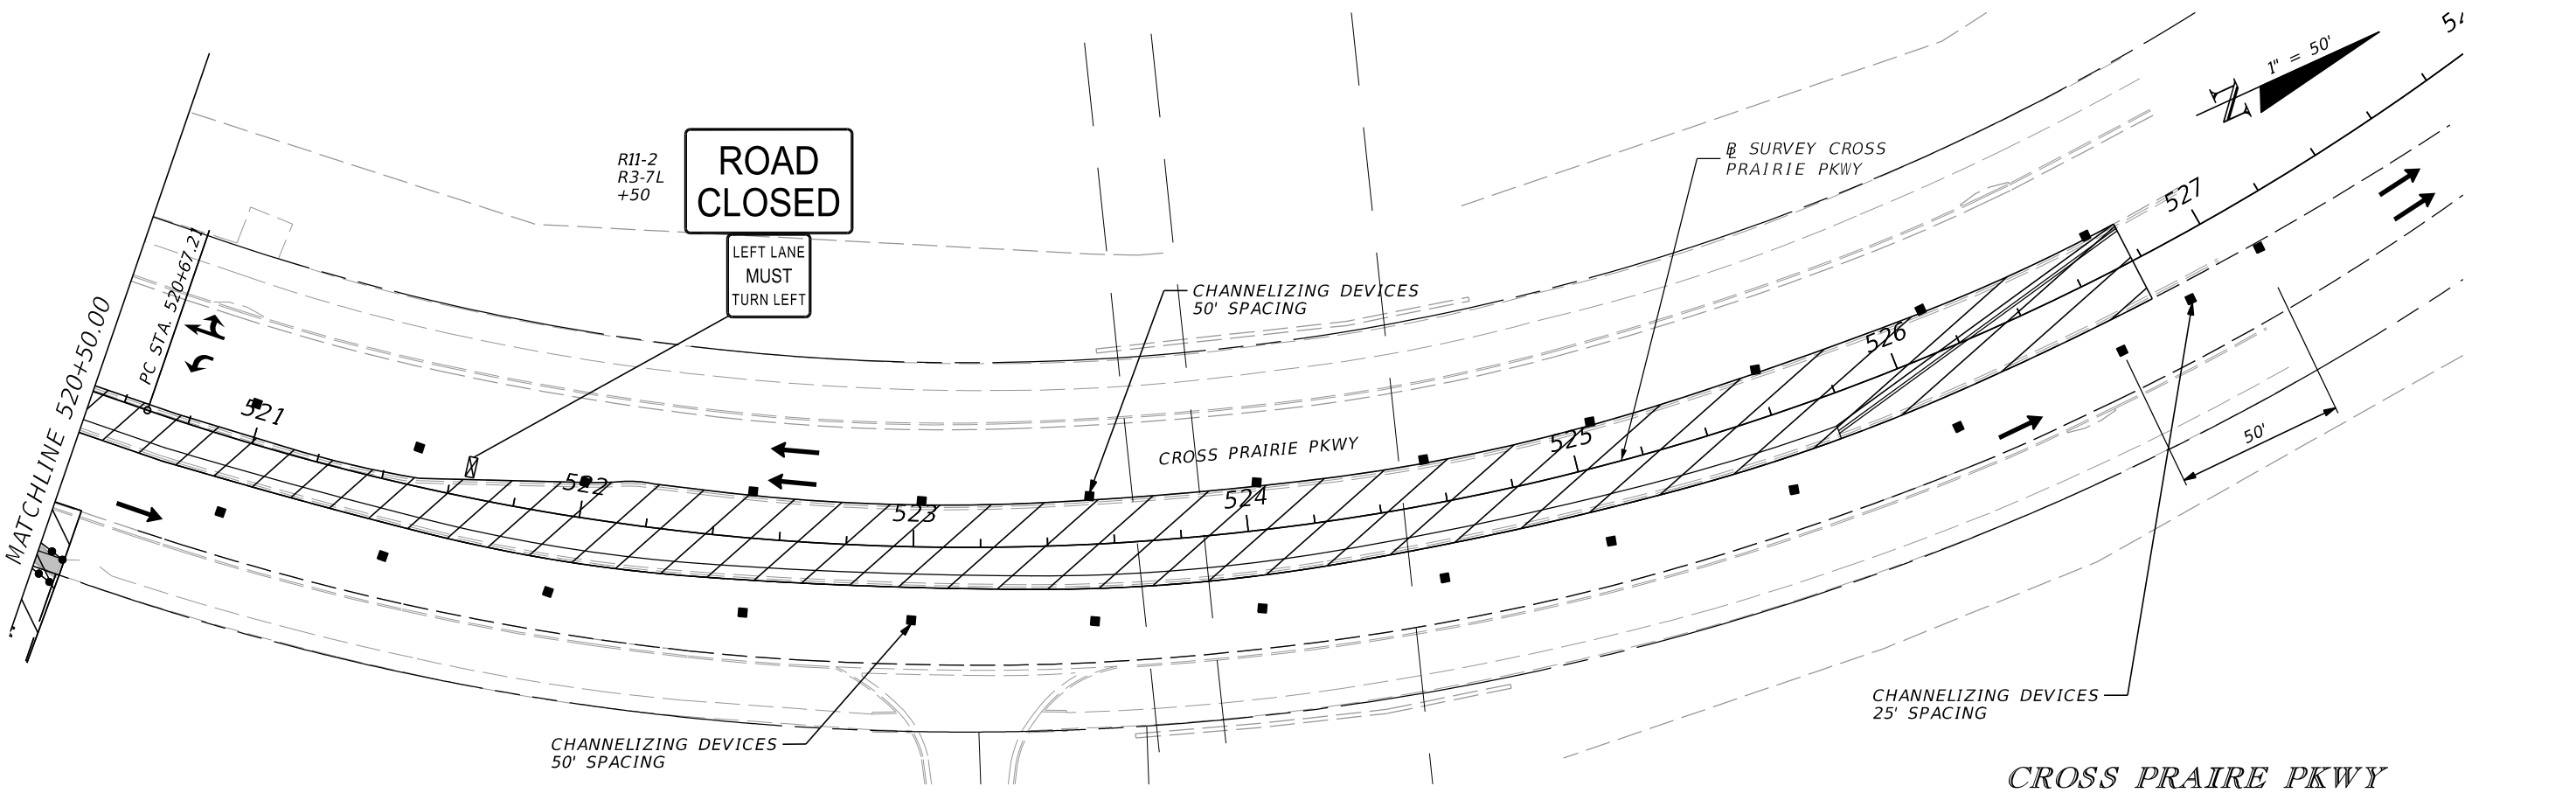 MATCHLINE 520+50.00
PC STA. 520+67.21
R11-2
R3-7L
+50
ROAD
CLOSED
LEFT LANE
MUST
TURN LEFT
CHANNELIZING DEVICES
50' SPACING
B SURVEY CROSS
PRAIRIE PKWY
1" = 50'
N
521
522
523
524
525
526
527
CROSS PRAIRIE PKWY
50'
CHANNELIZING DEVICES
50' SPACING
CHANNELIZING DEVICES
25' SPACING
CROSS PRAIRE PKWY